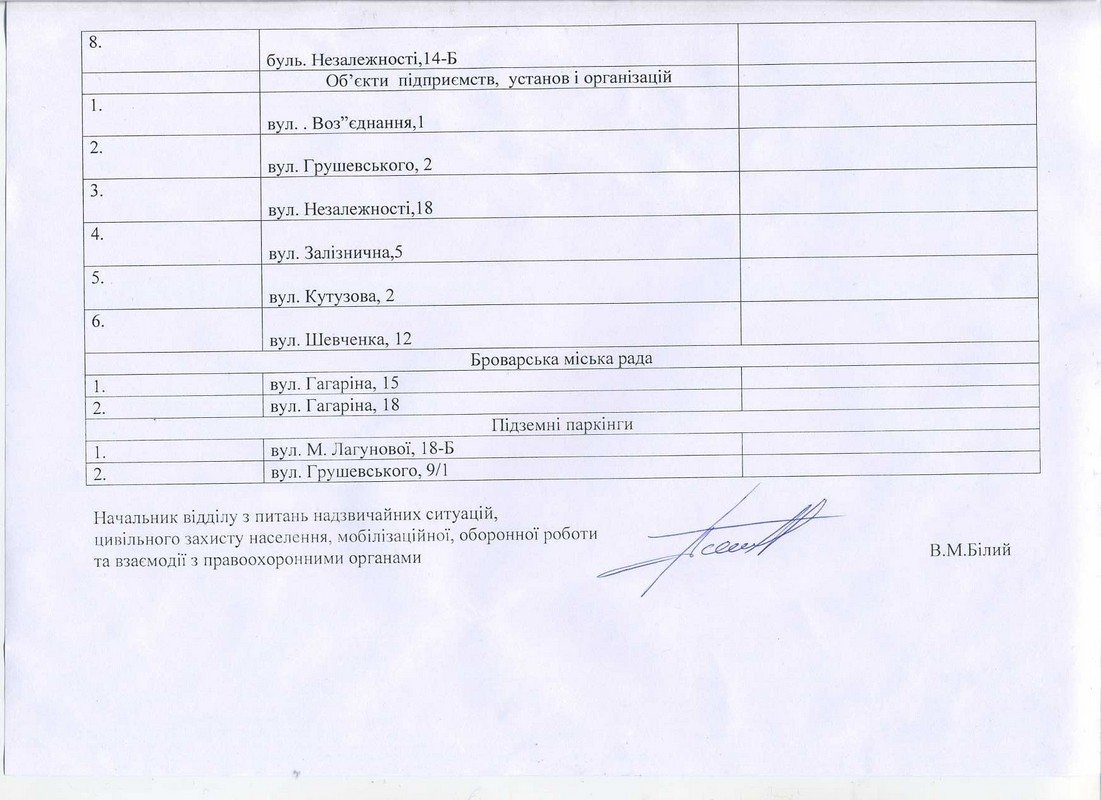 8.
буль. Незалежності,14-Б
Об’єкти підприємств, установ і організацій
1.
вул. . Воз”єднання,1
2.
вул. Грушевського, 2
3.
вул. Незалежності,18
4.
вул. Залізнична,5
5.
вул. Кутузова, 2
6.
вул. Шевченка, 12
Броварська міська рада
1. вул. Гагаріна, 15
2. вул. Гагаріна, 18
Підземні паркінги
1. вул. М. Лагунової, 18-Б
2. вул. Грушевського, 9/1
Начальник відділу з питань надзвичайних ситуацій,
цивільного захисту населення, мобілізаційної, оборонної роботи
та взаємодії з правоохоронними органами
В.М.Білий